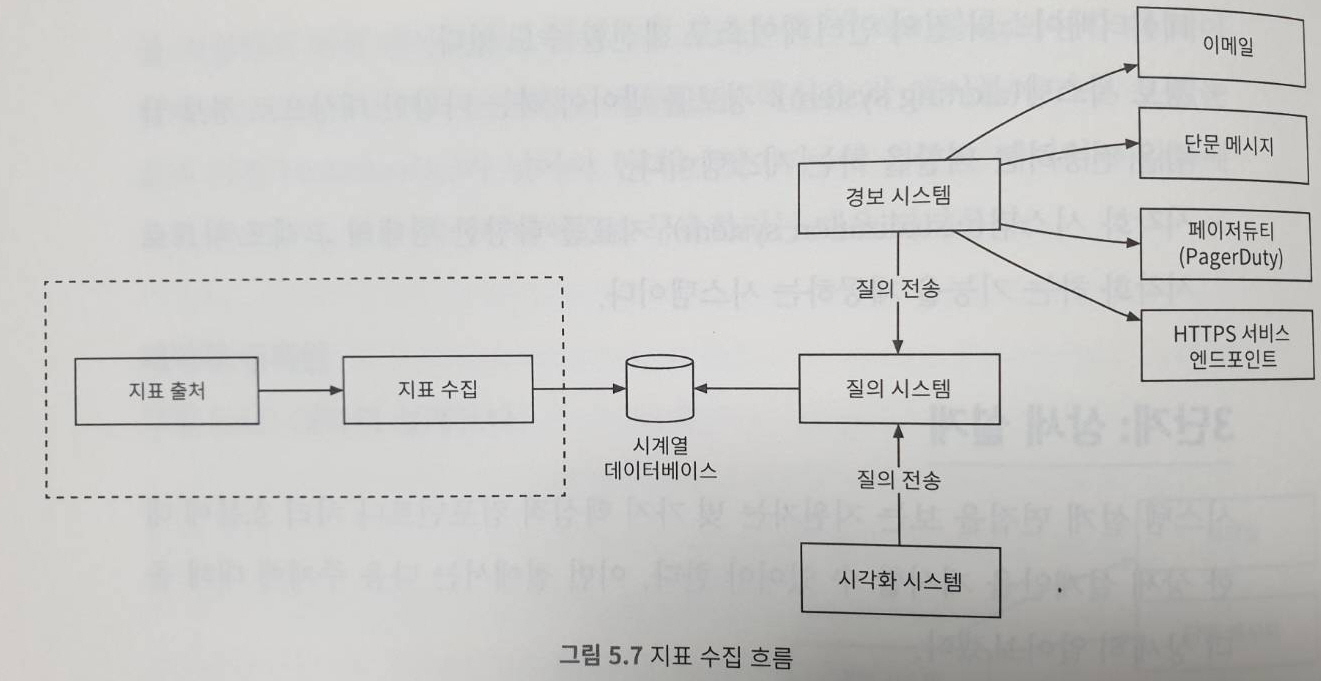 이메일
단문 메시지
경보 시스템
페이저듀티
(PagerDuty)
질의 전송
HTTPS 서비스
엔드포인트
지표 출처
지표 수집
질의 시스템
시계열
데이터베이스
질의 전송
시각화 시스템
그림 5.7 지표 수집 흐름